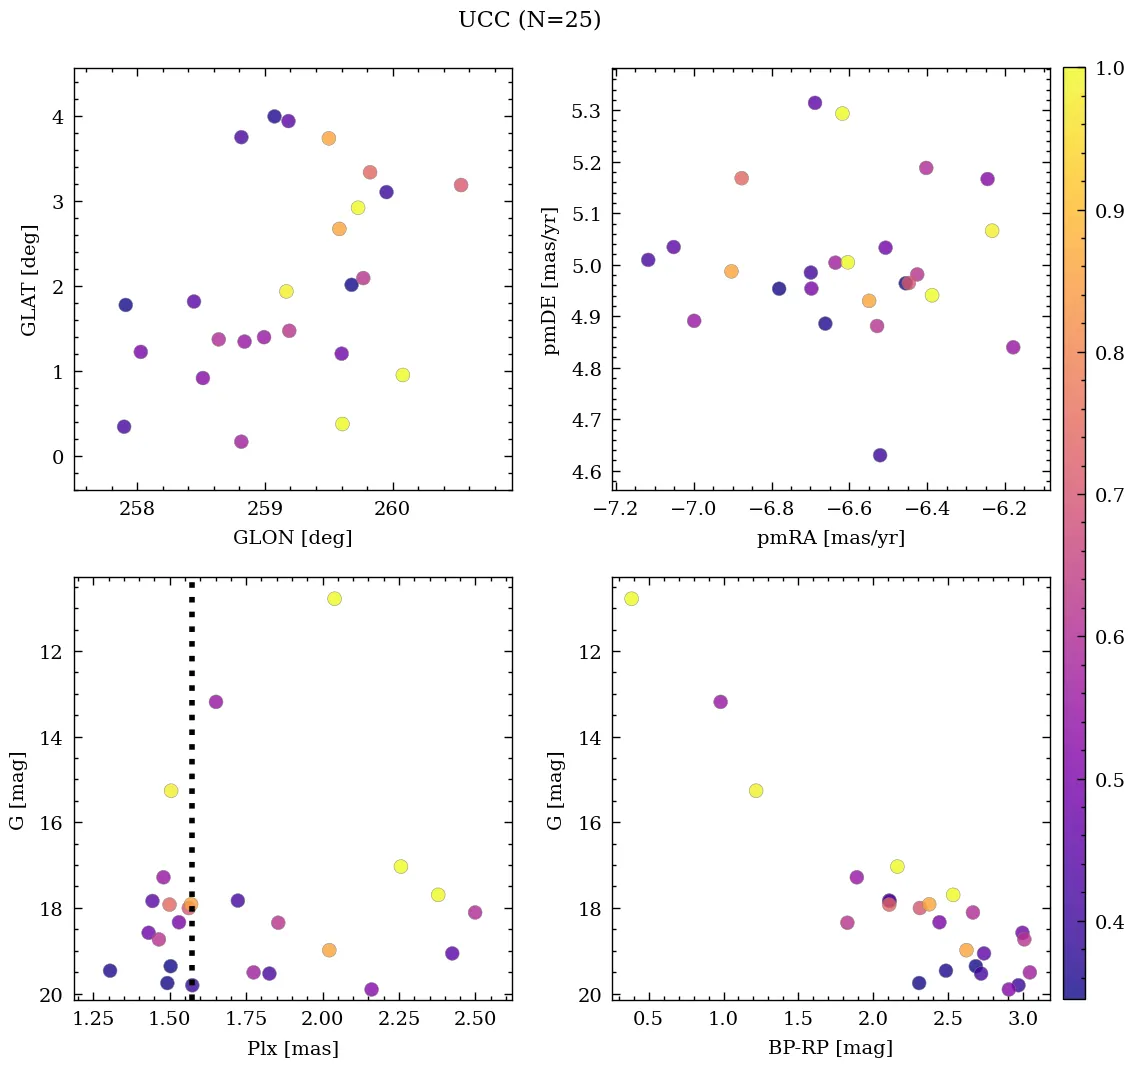 UCC (N=25)
4
3
2
1
0
GLAT [deg]
258 259 260
GLON [deg]
5.3
5.2
5.1
5.0
4.9
4.8
4.7
4.6
pmDE [mas/yr]
−7.2 −7.0 −6.8 −6.6 −6.4 −6.2
pmRA [mas/yr]
12
14
16
18
20
G [mag]
1.25 1.50 1.75 2.00 2.25 2.50
Plx [mas]
12
14
16
18
20
G [mag]
0.5 1.0 1.5 2.0 2.5 3.0
BP-RP [mag]
1.0
0.9
0.8
0.7
0.6
0.5
0.4